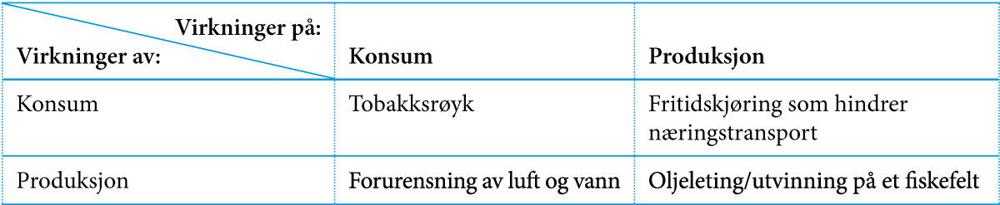 Virkninger på:
Virkninger av:
Konsum
Produksjon
Konsum
Tobakksrøyk
Fritidskjøring som hindrer
næringstransport
Produksjon
Forurensning av luft og vann
Oljeleting/utvinning på et fiskefelt